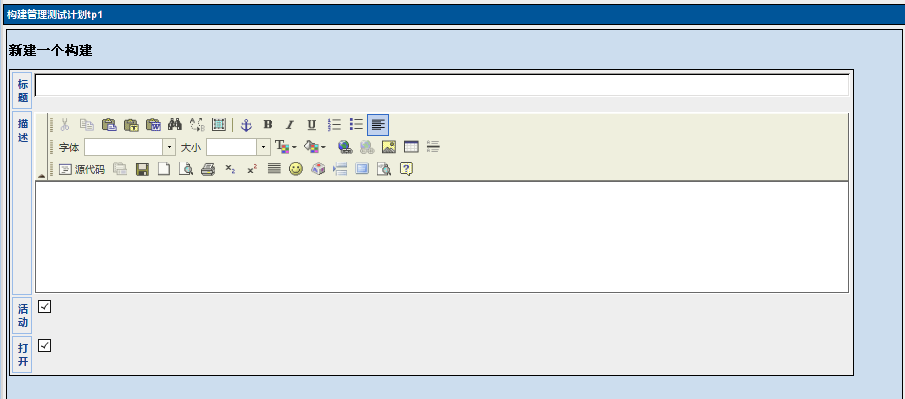 构建管理测试计划tp1
新建一个构建
标题
描述
字体 大小
源代码
活动
打开